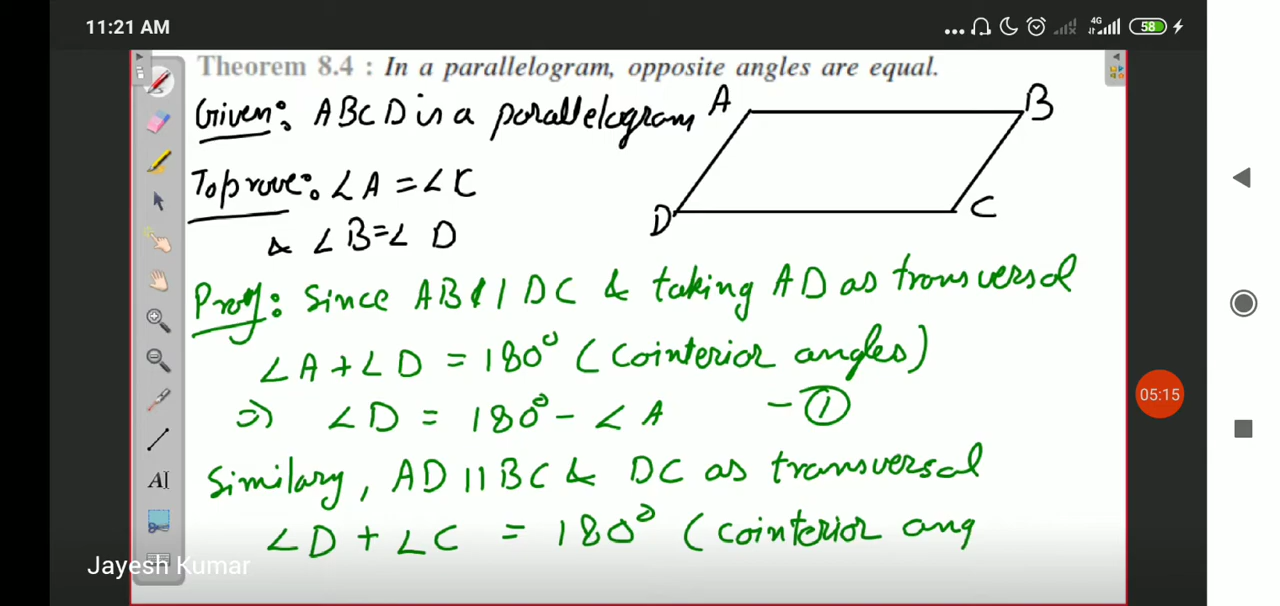 11:21 AM
4G
58
Theorem 8.4 : In a parallelogram, opposite angles are equal.
Given: ABCD is a parallelogram
A
B
To prove: ∠A = ∠C
D
C
& ∠B = ∠D
Proof: Since AB || DC & taking AD as transversal
∠A + ∠D = 180° (Cointerior angles)
05:15
⇒ ∠D = 180° - ∠A - ①
Similary, AD || BC & DC as transversal
AI
∠D + ∠C = 180° (cointerior ang
Jayesh Kumar